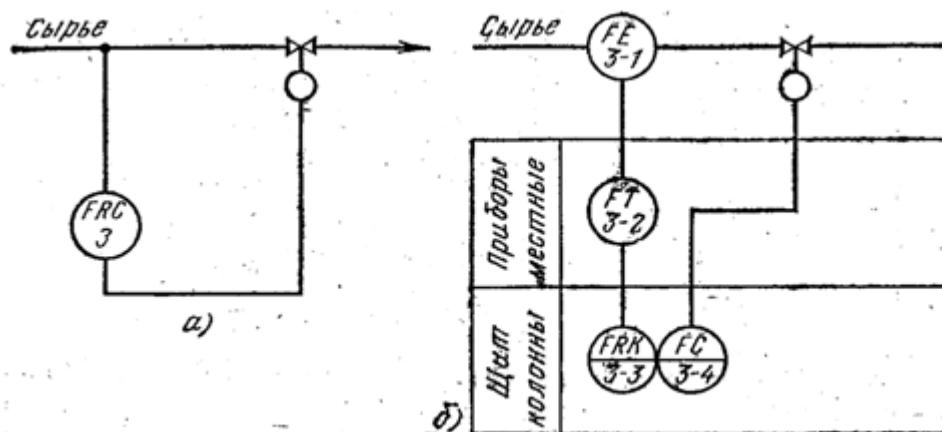 Сырье
FRC
3
а)
Сырье
FE
3-1
Приборы
местные
FT
3-2
Щит
колонны
FRK
3-3
FC
3-4
б)